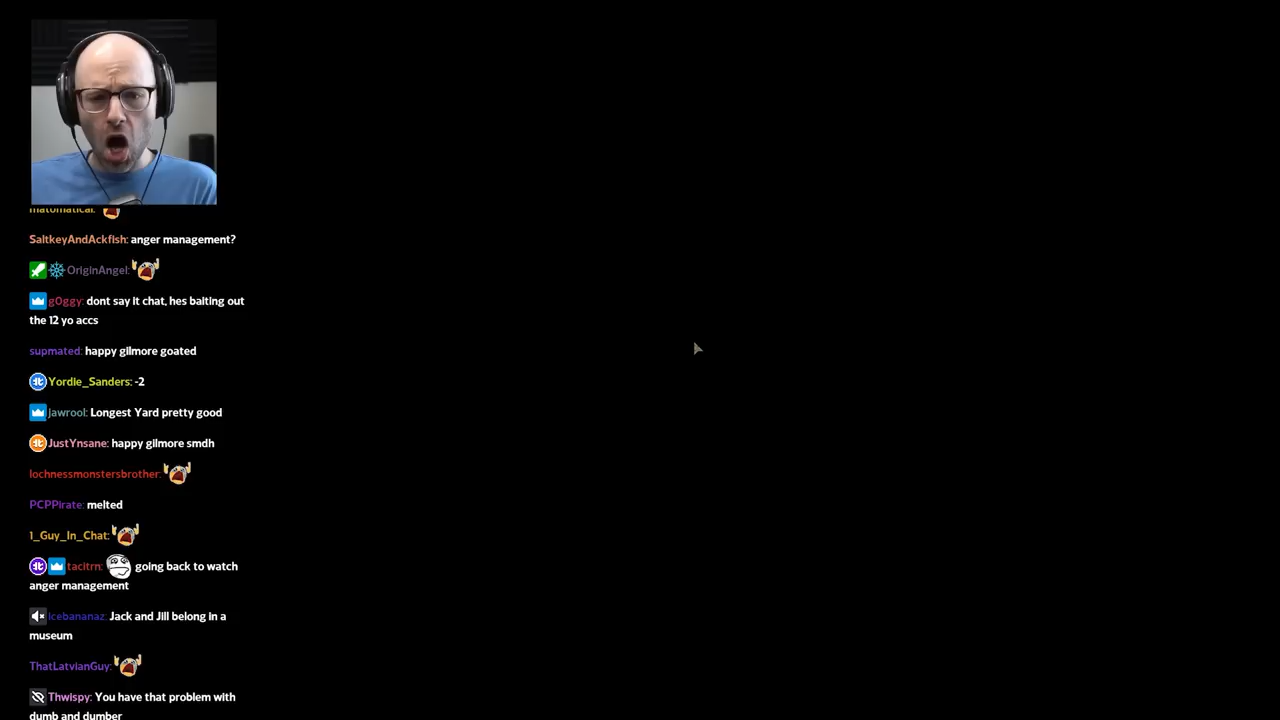 matomatical:
SaltkeyAndAckfish: anger management?
OriginAngel:
g0ggy: dont say it chat, hes baiting out
the 12 yo accs
supmated: happy gilmore goated
Yordie_Sanders: -2
Jawrool: Longest Yard pretty good
JustYnsane: happy gilmore smdh
lochnessmonstersbrother:
PCPPirate: melted
1_Guy_In_Chat:
tacitrn: going back to watch
anger management
icebananaz: Jack and Jill belong in a
museum
ThatLatvianGuy:
Thwispy: You have that problem with
dumb and dumber